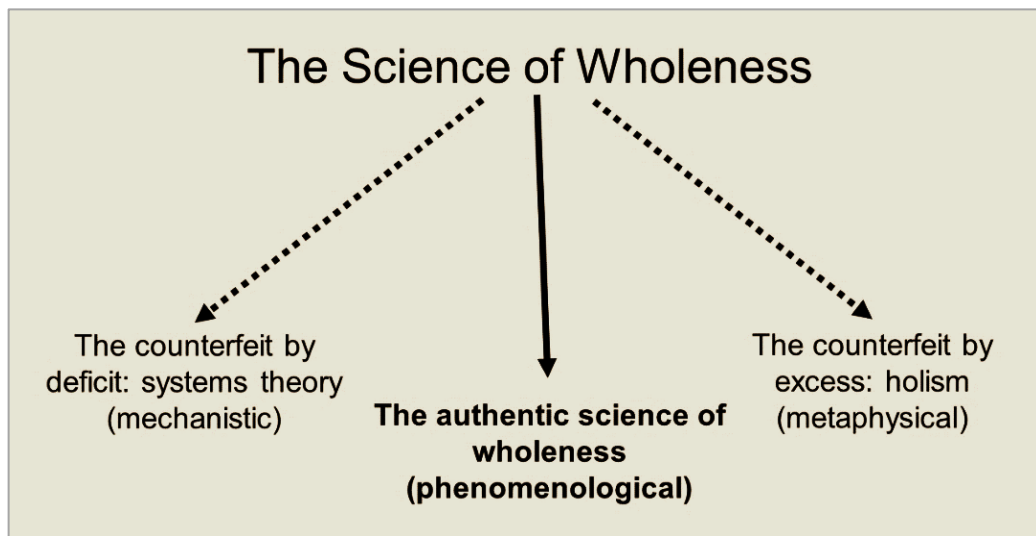 The Science of Wholeness
The counterfeit by
deficit: systems theory
(mechanistic)
The authentic science of
wholeness
(phenomenological)
The counterfeit by
excess: holism
(metaphysical)